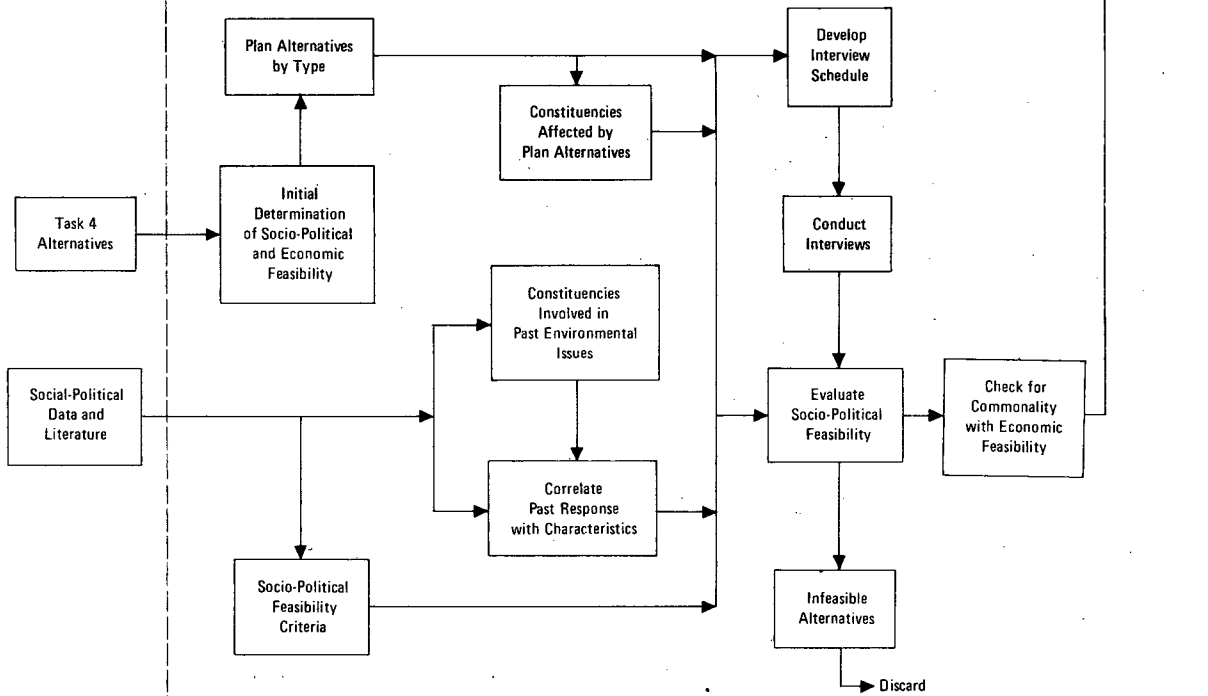 Plan Alternatives
by Type
Develop
Interview
Schedule
Constituencies
Affected by
Plan Alternatives
Task 4
Alternatives
Initial
Determination
of Socio-Political
and Economic
Feasibility
Conduct
Interviews
Constituencies
Involved in
Past Environmental
Issues
Social-Political
Data and
Literature
Evaluate
Socio-Political
Feasibility
Check for
Commonality
with Economic
Feasibility
Correlate
Past Response
with Characteristics
Socio-Political
Feasibility
Criteria
Infeasible
Alternatives
Discard